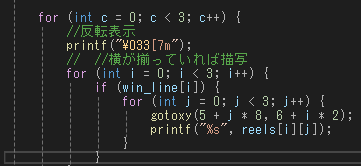 for (int c = 0; c < 3; c++) {
//反転表示
printf("¥033[7m");
//  //横が揃っていれば描写
for (int i = 0; i < 3; i++) {
if (win_line[i]) {
for (int j = 0; j < 3; j++) {
gotoxy(5 + j * 8, 6 + i * 2);
printf("%s", reels[i][j]);
}
}